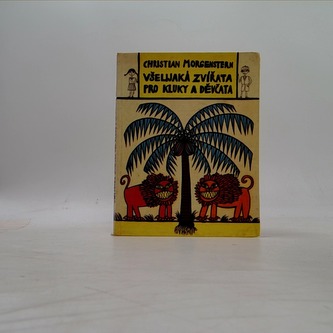 CHRISTIAN MORGENSTERN
VŠELIJAKÁ ZVÍŘATA
PRO KLUKY A DĚVČATA